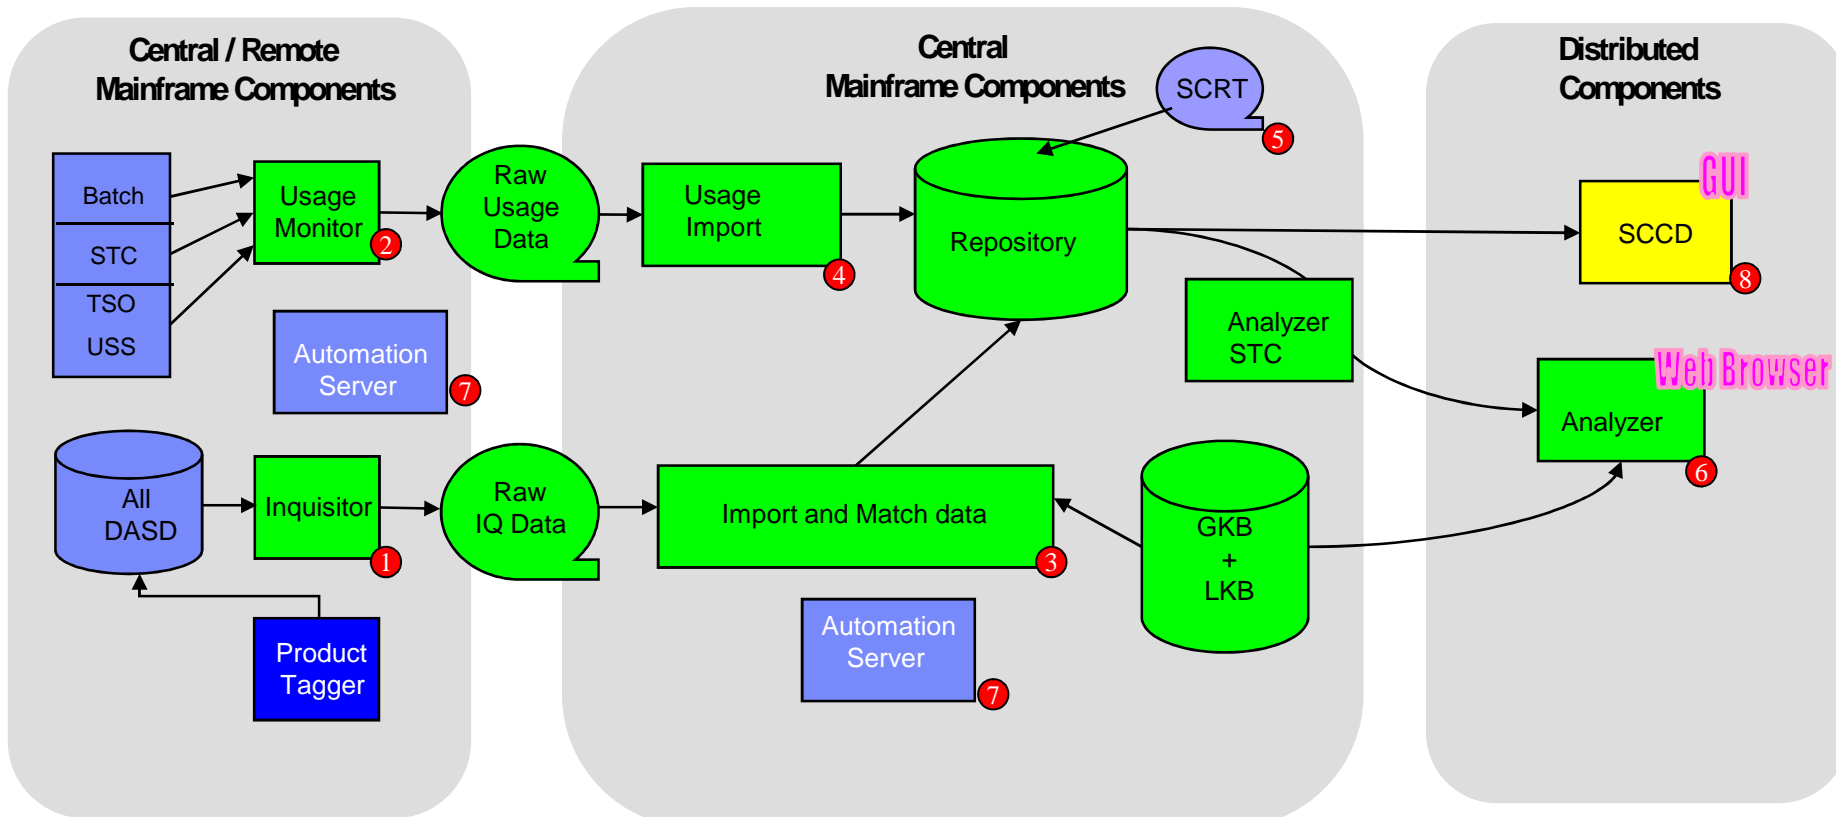 Central / Remote
Mainframe Components
Batch
STC
TSO
USS
Usage
Monitor
2
Automation
Server
7
All
DASD
Inquisitor
1
Product
Tagger
Raw
Usage
Data
Raw
IQ Data
Central
Mainframe Components
SCRT
5
Usage
Import
4
Repository
Analyzer
STC
Import and Match data
3
GKB
+
LKB
Automation
Server
7
Distributed
Components
GUI
SCCD
8
Web Browser
Analyzer
6